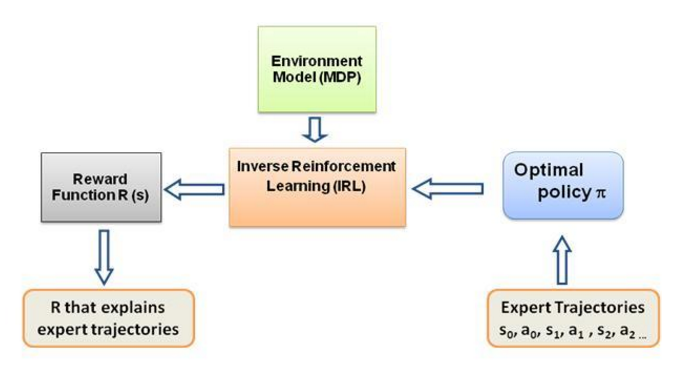 Environment
Model (MDP)
Inverse Reinforcement
Learning (IRL)
Reward
Function R (s)
Optimal
policy π
R that explains
expert trajectories
Expert Trajectories
s₀, a₀, s₁, a₁ , s₂, a₂ ...